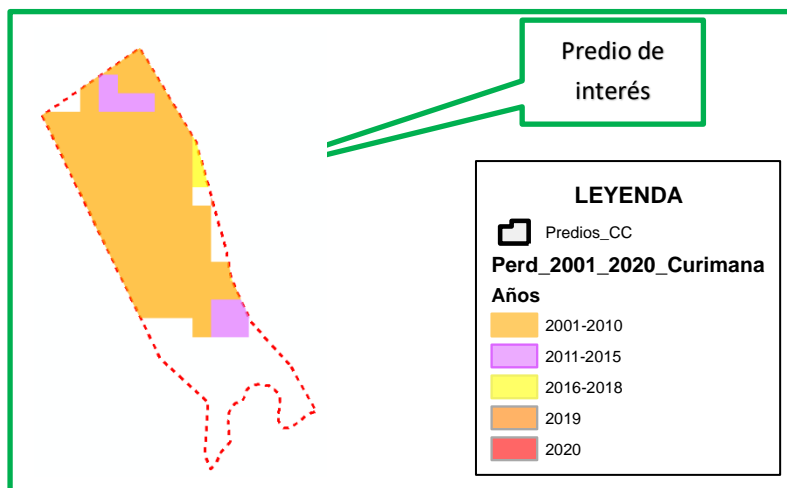 Predio de
interés
LEYENDA
Predios_CC
Perd_2001_2020_Curimana
Años
2001-2010
2011-2015
2016-2018
2019
2020